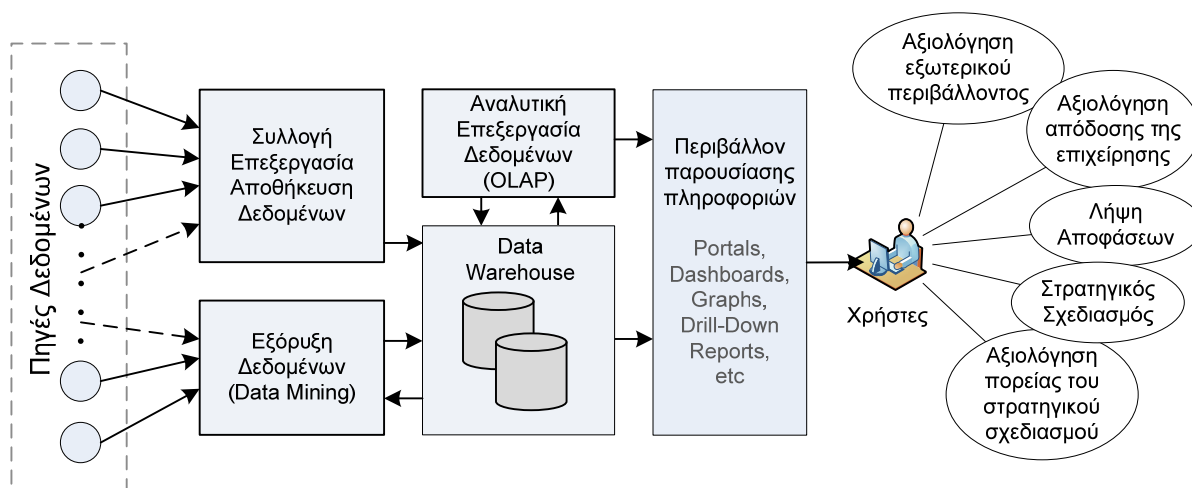 Πηγές Δεδομένων
Συλλογή
Επεξεργασία
Αποθήκευση
Δεδομένων
Εξόρυξη
Δεδομένων
(Data Mining)
Αναλυτική
Επεξεργασία
Δεδομένων
(OLAP)
Data
Warehouse
Περιβάλλον
παρουσίασης
πληροφοριών
Portals,
Dashboards,
Graphs,
Drill-Down
Reports,
etc
Χρήστες
Αξιολόγηση
εξωτερικού
περιβάλλοντος
Αξιολόγηση
απόδοσης της
επιχείρησης
Λήψη
Αποφάσεων
Στρατηγικός
Σχεδιασμός
Αξιολόγηση
πορείας του
στρατηγικού
σχεδιασμού